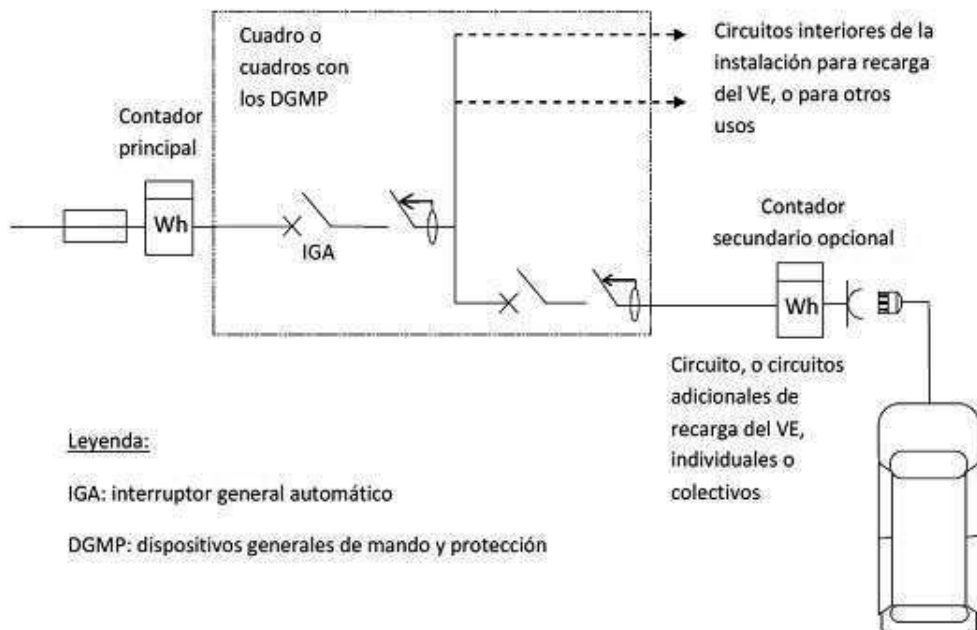 Cuadro o
cuadros con
los DGMP
Circuitos interiores de la
instalación para recarga
del VE, o para otros
usos
Contador
principal
Wh
IGA
Contador
secundario opcional
Wh
Circuito, o circuitos
adicionales de
recarga del VE,
individuales o
colectivos
Leyenda:
IGA: interruptor general automático
DGMP: dispositivos generales de mando y protección